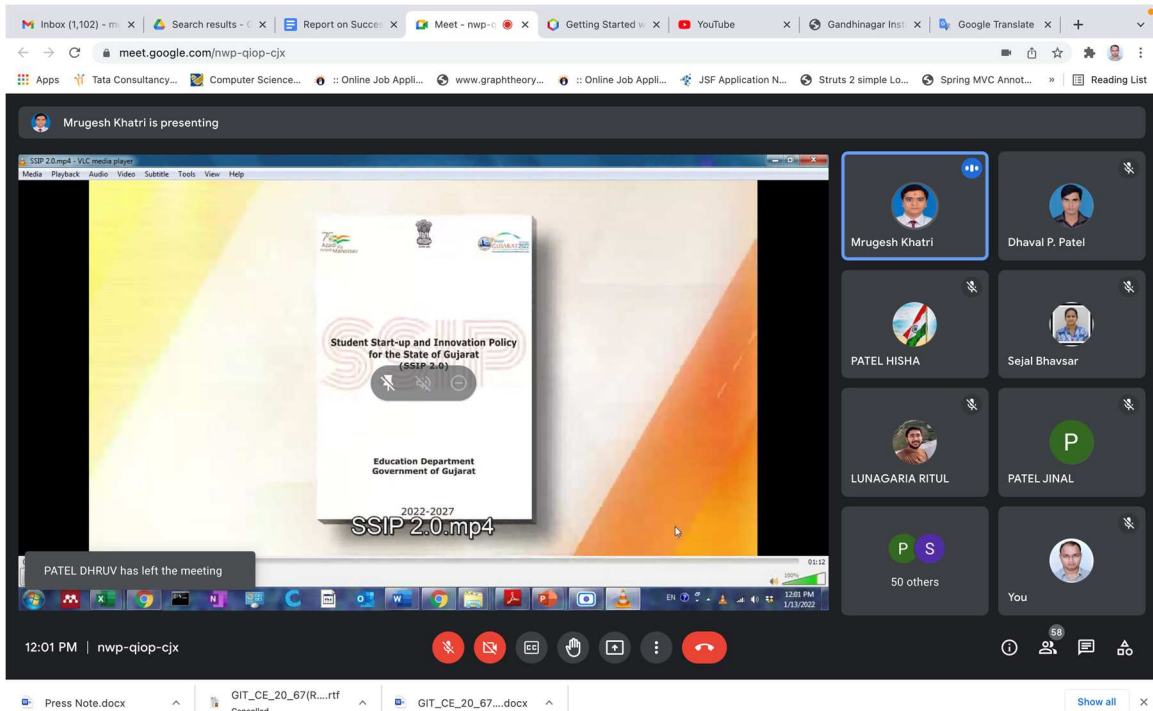 Inbox (1,102) – m
Search results - G
Report on Succes
Meet – nwp-q
Getting Started w
YouTube
Gandhinagar Inst
Google Translate
meet.google.com/nwp-qiop-cjx
Apps
Tata Consultancy...
Computer Science...
:: Online Job Appli...
www.graphtheory...
:: Online Job Appli...
JSF Application N...
Struts 2 simple Lo...
Spring MVC Annot...
»
Reading List
Mrugesh Khatri is presenting
SSIP 2.0.mp4 - VLC media player
Media Playback Audio Video Subtitle Tools View Help
SSIP
Student Start-up and Innovation Policy
for the State of Gujarat
(SSIP 2.0)
Education Department
Government of Gujarat
2022-2027
SSIP 2.0.mp4
01:12
100%
PATEL DHRUV has left the meeting
EN
12:01 PM
1/13/2022
Mrugesh Khatri
Dhaval P. Patel
PATEL HISHA
Sejal Bhavsar
LUNAGARIA RITUL
P
PATEL JINAL
P S
50 others
You
12:01 PM | nwp-qiop-cjx
CC
58
Press Note.docx
GIT_CE_20_67(R....rtf
Cancelled
GIT_CE_20_67....docx
Show all